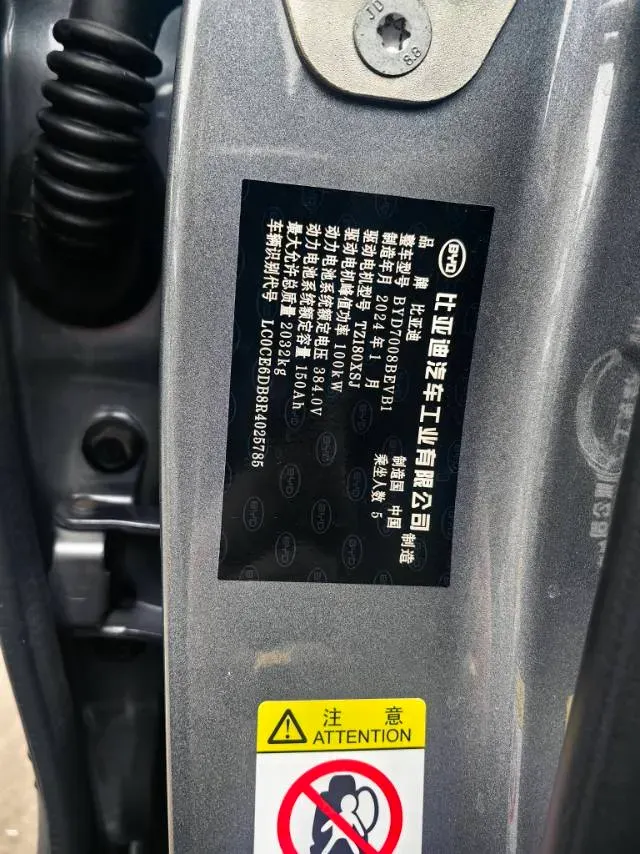 JD
8.8
BYD
比亚迪汽车工业有限公司 制造
品牌 比亚迪 制造国 中国
整车型号 BYD7008BEVB1 乘坐人数 5
制造年月 2024年1月
驱动电机型号 TZ180XSJ
驱动电机峰值功率 100kW
动力电池系统额定电压 384.0V
动力电池系统额定容量 150Ah
最大允许总质量 2032kg
车辆识别代号 LC0CE6DB8R4025785
注 意
ATTENTION